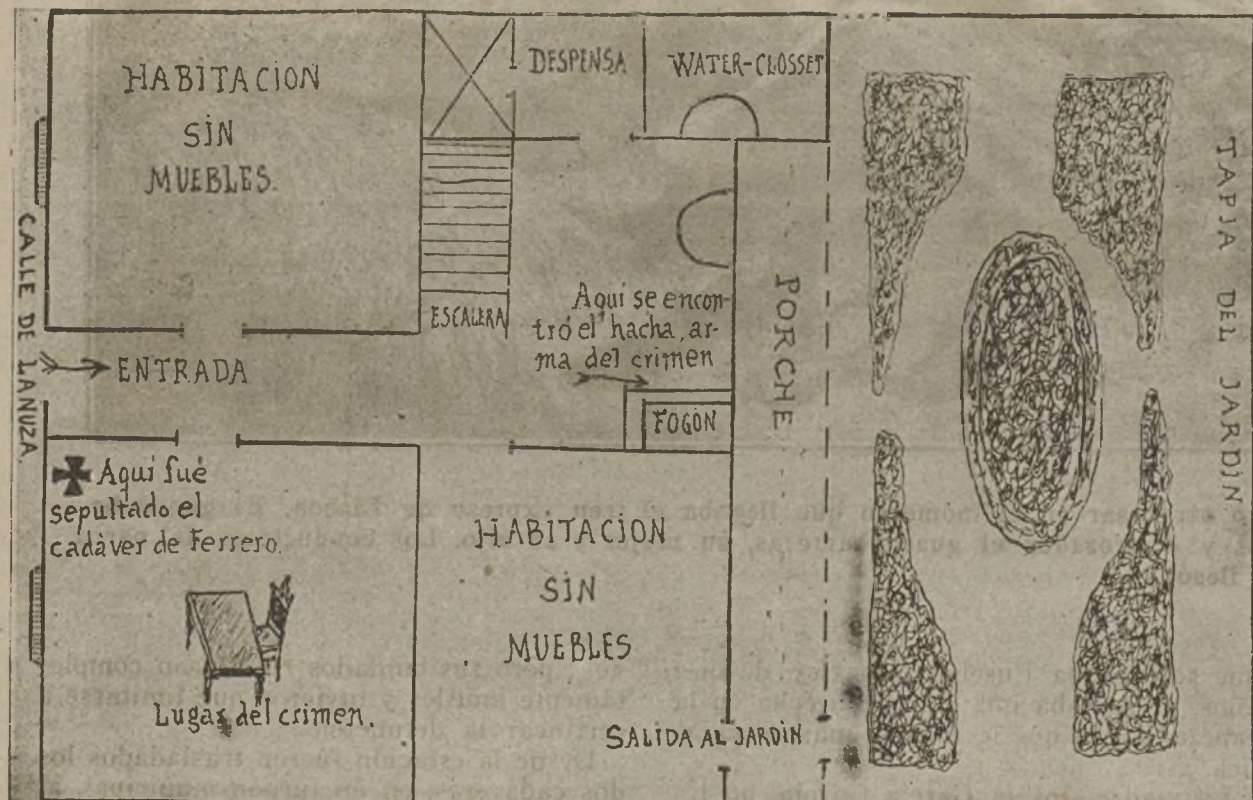 HABITACION
SIN
MUEBLES.
DESPENSA
WATER-CLOSSET
CALLE DE LANUZA.
ESCALERA
Aqui se encon-
tró el hacha, ar-
ma del crimen
PORCHE
TAPIA DEL JARDIN
ENTRADA
FOGÓN
Aqui fué
sepultado el
cadáver de Ferrero.
HABITACION
SIN
MUEBLES
Lugar del crimen.
SALIDA AL JARDIN